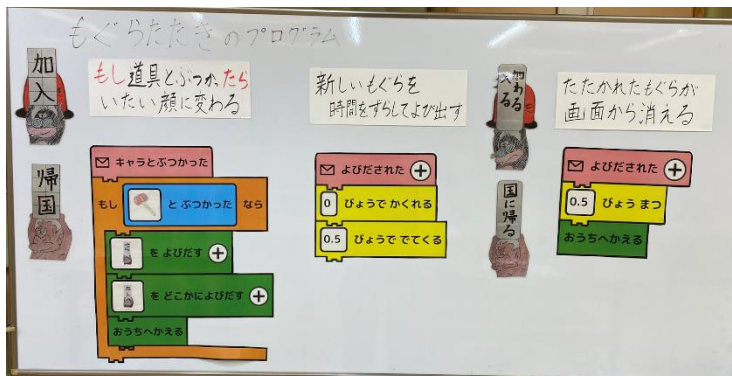 もぐらたたきのプログラム
加入
もし道具とぶつかったら
いたい顔に変わる
帰国
キャラとぶつかった
もし とぶつかった なら
をよびだす
をどこかによびだす
おうちへかえる
新しいもぐらを
時間をずらしてよび出す
よびだされた
0 びょうで かくれる
0.5 びょうで でてくる
加わる
入る
国に帰る
たたかれたもぐらが
画面から消える
よびだされた
0.5 びょう まつ
おうちへかえる